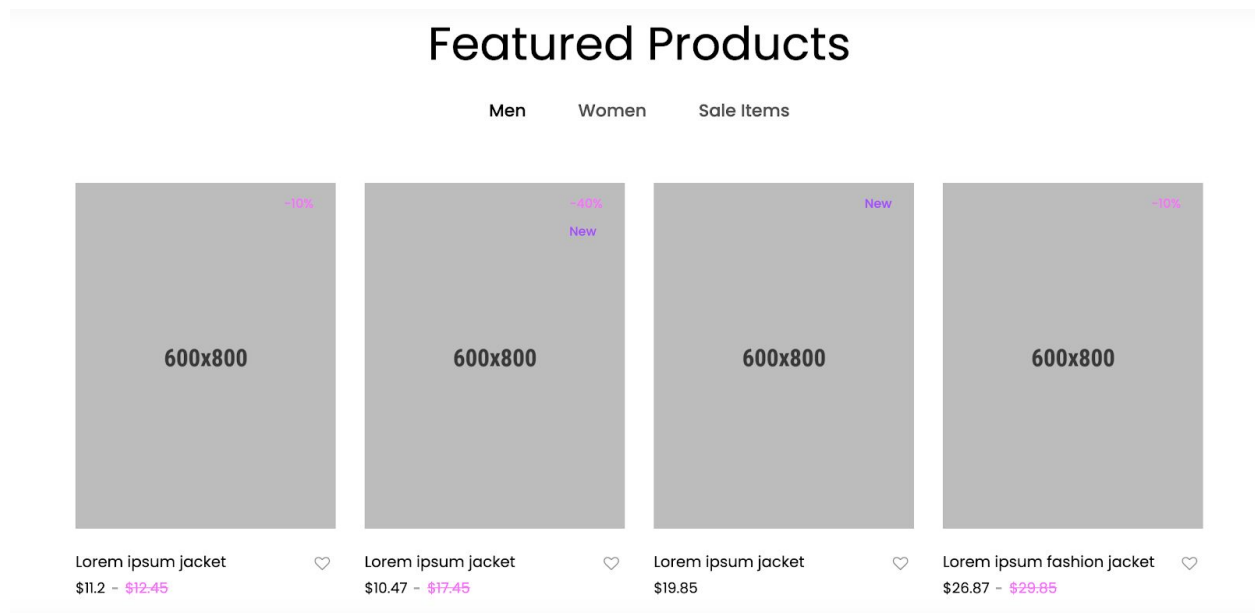 Featured Products
Men Women Sale Items
-10%
-40%
New
New
-10%
600x800
600x800
600x800
600x800
Lorem ipsum jacket
$11.2 - $12.45
Lorem ipsum jacket
$10.47 - $17.45
Lorem ipsum jacket
$19.85
Lorem ipsum fashion jacket
$26.87 - $29.85